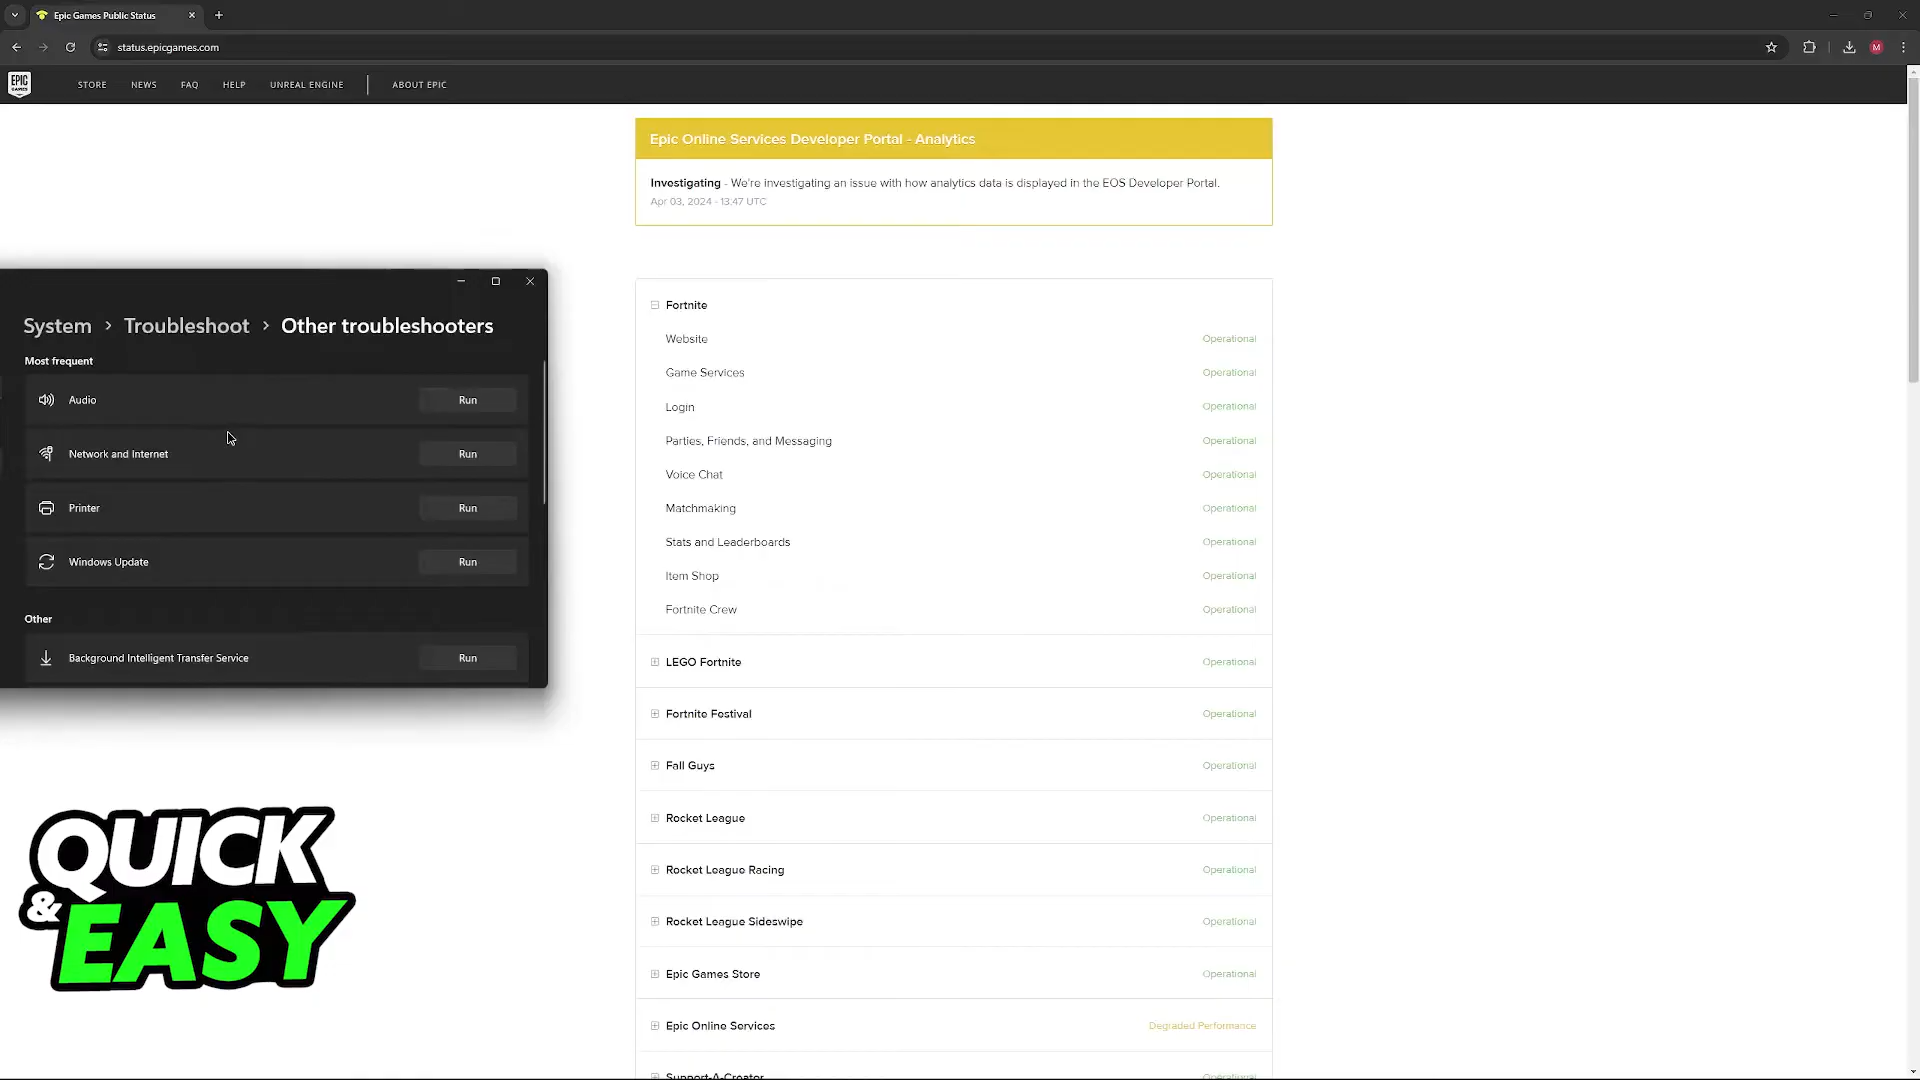 Epic Games Public Status
status.epicgames.com
M
EPIC GAMES
STORE NEWS FAQ HELP UNREAL ENGINE ABOUT EPIC
Epic Online Services Developer Portal - Analytics
Investigating - We're investigating an issue with how analytics data is displayed in the EOS Developer Portal.
Apr 03, 2024 - 13:47 UTC
System > Troubleshoot > Other troubleshooters
Most frequent
Audio Run
Network and Internet Run
Printer Run
Windows Update Run
Other
Background Intelligent Transfer Service Run
Fortnite
Website Operational
Game Services Operational
Login Operational
Parties, Friends, and Messaging Operational
Voice Chat Operational
Matchmaking Operational
Stats and Leaderboards Operational
Item Shop Operational
Fortnite Crew Operational
LEGO Fortnite Operational
Fortnite Festival Operational
Fall Guys Operational
Rocket League Operational
Rocket League Racing Operational
Rocket League Sideswipe Operational
Epic Games Store Operational
Epic Online Services Degraded Performance
Support-A-Creator Operational
QUICK
& EASY